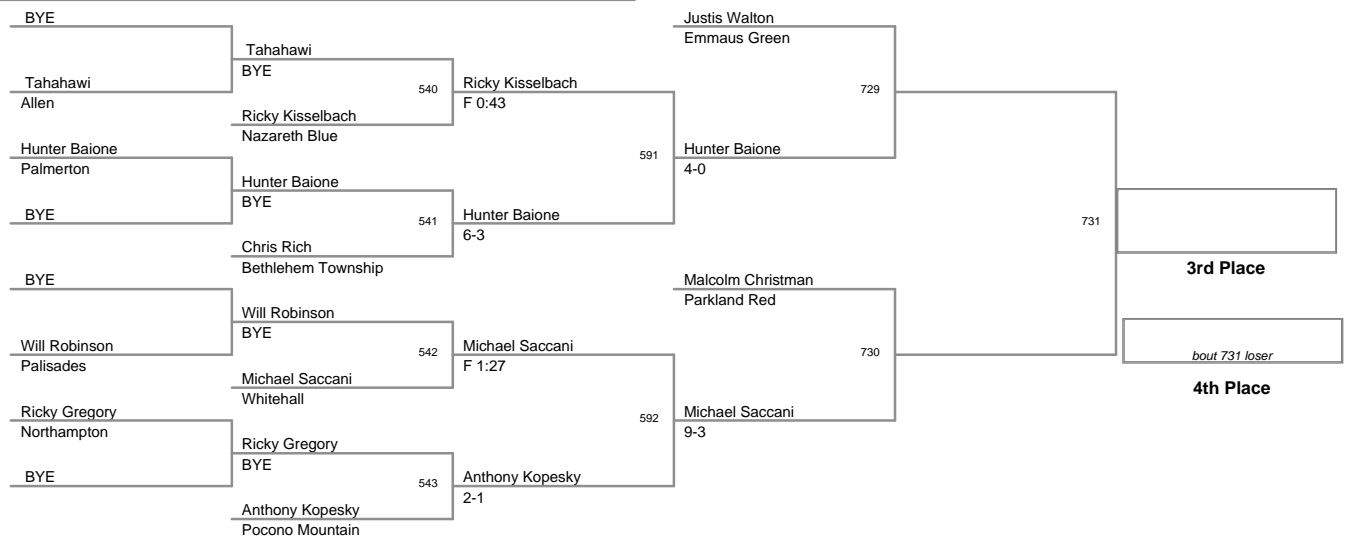 BYE
Tahahawi
Allen
Hunter Baione
Palmerton
BYE
BYE
Will Robinson
Palisades
Ricky Gregory
Northampton
BYE
Tahahawi
BYE
540
Ricky Kisselbach
Nazareth Blue
Hunter Baione
BYE
541
Chris Rich
Bethlehem Township
Will Robinson
BYE
542
Michael Saccani
Whitehall
Ricky Gregory
BYE
543
Anthony Kopesky
Pocono Mountain
Ricky Kisselbach
F 0:43
591
Hunter Baione
6-3
Michael Saccani
F 1:27
592
Anthony Kopesky
2-1
Justis Walton
Emmaus Green
729
Hunter Baione
4-0
Malcolm Christman
Parkland Red
730
Michael Saccani
9-3
731
3rd Place
bout 731 loser
4th Place